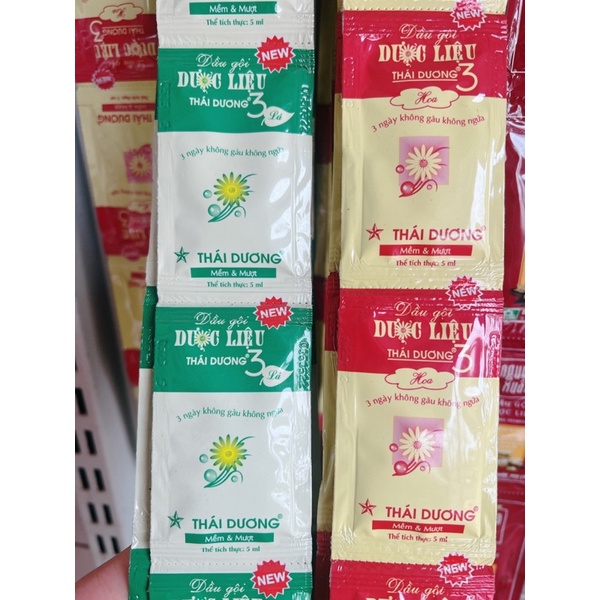 Mềm & Mượt
Thể tích thực: 5 ml
Dầu gội
NEW
DƯỢC LIỆU
THÁI DƯƠNG® 3
Lá
3 ngày không gàu không ngứa
THÁI DƯƠNG®
Mềm & Mượt
Thể tích thực: 5 ml
Dầu gội
NEW
DƯỢC LIỆU
THÁI DƯƠNG® 3
Lá
3 ngày không gàu không ngứa
THÁI DƯƠNG®
Mềm & Mượt
Thể tích thực: 5 ml
Dầu gội
NEW
Dầu gội
NEW
DƯỢC LIỆU
THÁI DƯƠNG® 3
Hoa
3 ngày không gàu không ngứa
THÁI DƯƠNG®
Mềm & Mượt
Thể tích thực: 5 ml
Dầu gội
NEW
DƯỢC LIỆU
THÁI DƯƠNG® 3
Hoa
3 ngày không gàu không ngứa
THÁI DƯƠNG®
Mềm & Mượt
Thể tích thực: 5 ml
Dầu gội
NEW
THÁI DƯƠNG